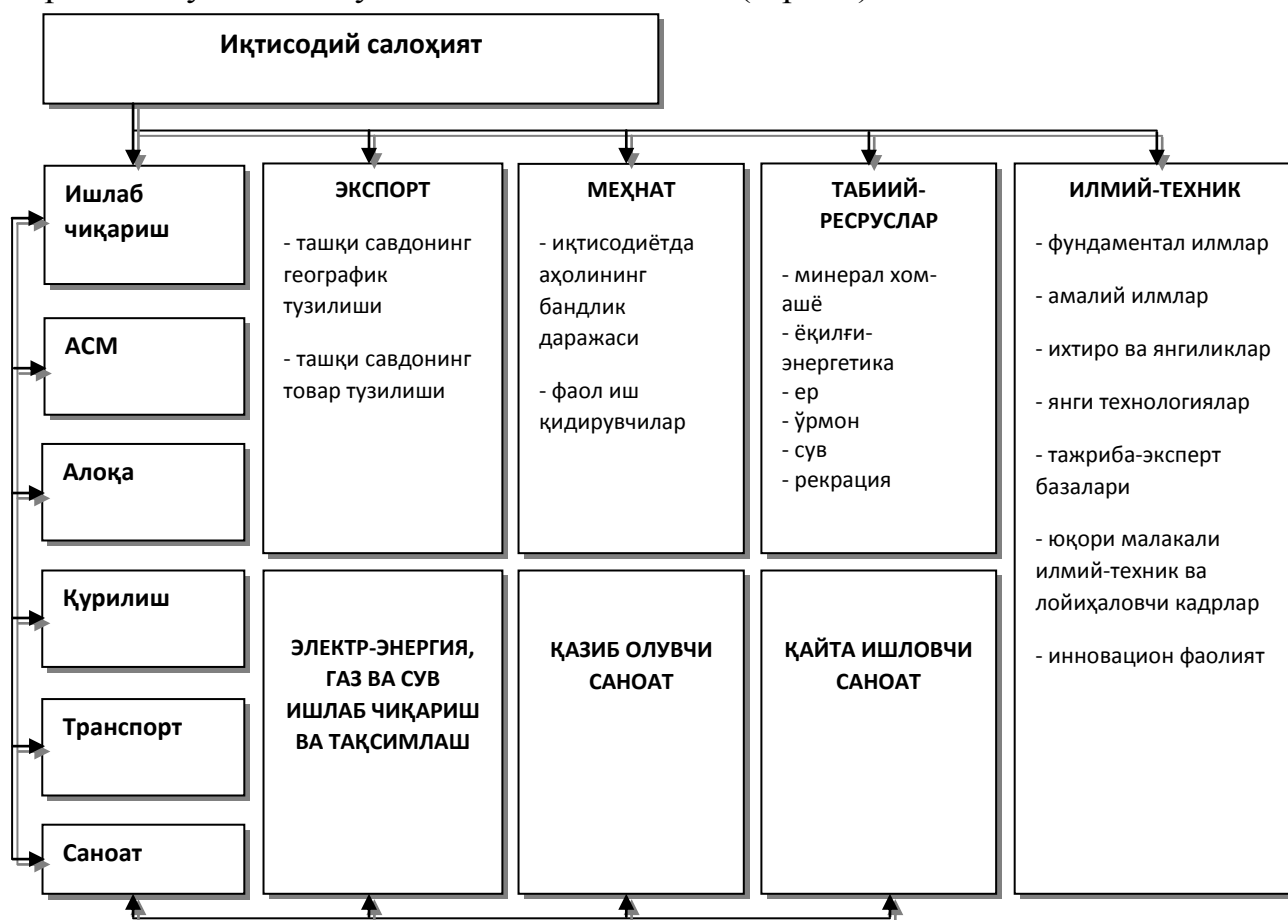 Иқтисодий салоҳият
Ишлаб
чиқариш
АСМ
Алоқа
Қурилиш
Транспорт
Саноат
ЭКСПОРТ
- ташқи савдонинг
географик
тузилиши
- ташқи савдонинг
товар тузилиши
МЕҲНАТ
- иқтисодиётда
аҳолининг
бандлик
даражаси
- фаол иш
қидирувчилар
ТАБИИЙ-
РЕСРУСЛАР
- минерал хом-
ашё
- ёқилғи-
энергетика
- ер
- ўрмон
- сув
- рекрация
ИЛМИЙ-ТЕХНИК
- фундаментал илмлар
- амалий илмлар
- ихтиро ва янгиликлар
- янги технологиялар
- тажриба-эксперт
базалари
- юқори малакали
илмий-техник ва
лойиҳаловчи кадрлар
- инновацион фаолият
ЭЛЕКТР-ЭНЕРГИЯ,
ГАЗ ВА СУВ
ИШЛАБ ЧИҚАРИШ
ВА ТАҚСИМЛАШ
ҚАЗИБ ОЛУВЧИ
САНОАТ
ҚАЙТА ИШЛОВЧИ
САНОАТ